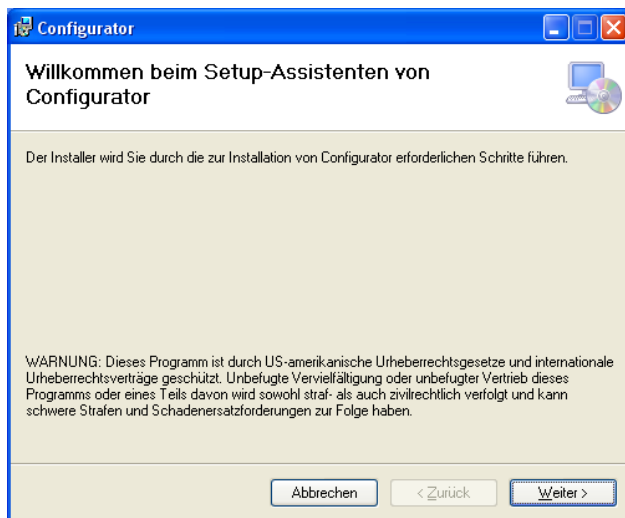 Configurator
Willkommen beim Setup-Assistenten von
Configurator
Der Installer wird Sie durch die zur Installation von Configurator erforderlichen Schritte führen.
WARNUNG: Dieses Programm ist durch US-amerikanische Urheberrechtsgesetze und internationale
Urheberrechtsverträge geschützt. Unbefugte Vervielfältigung oder unbefugter Vertrieb dieses
Programms oder eines Teils davon wird sowohl straf- als auch zivilrechtlich verfolgt und kann
schwere Strafen und Schadenersatzforderungen zur Folge haben.
Abbrechen
< Zurück
Weiter >